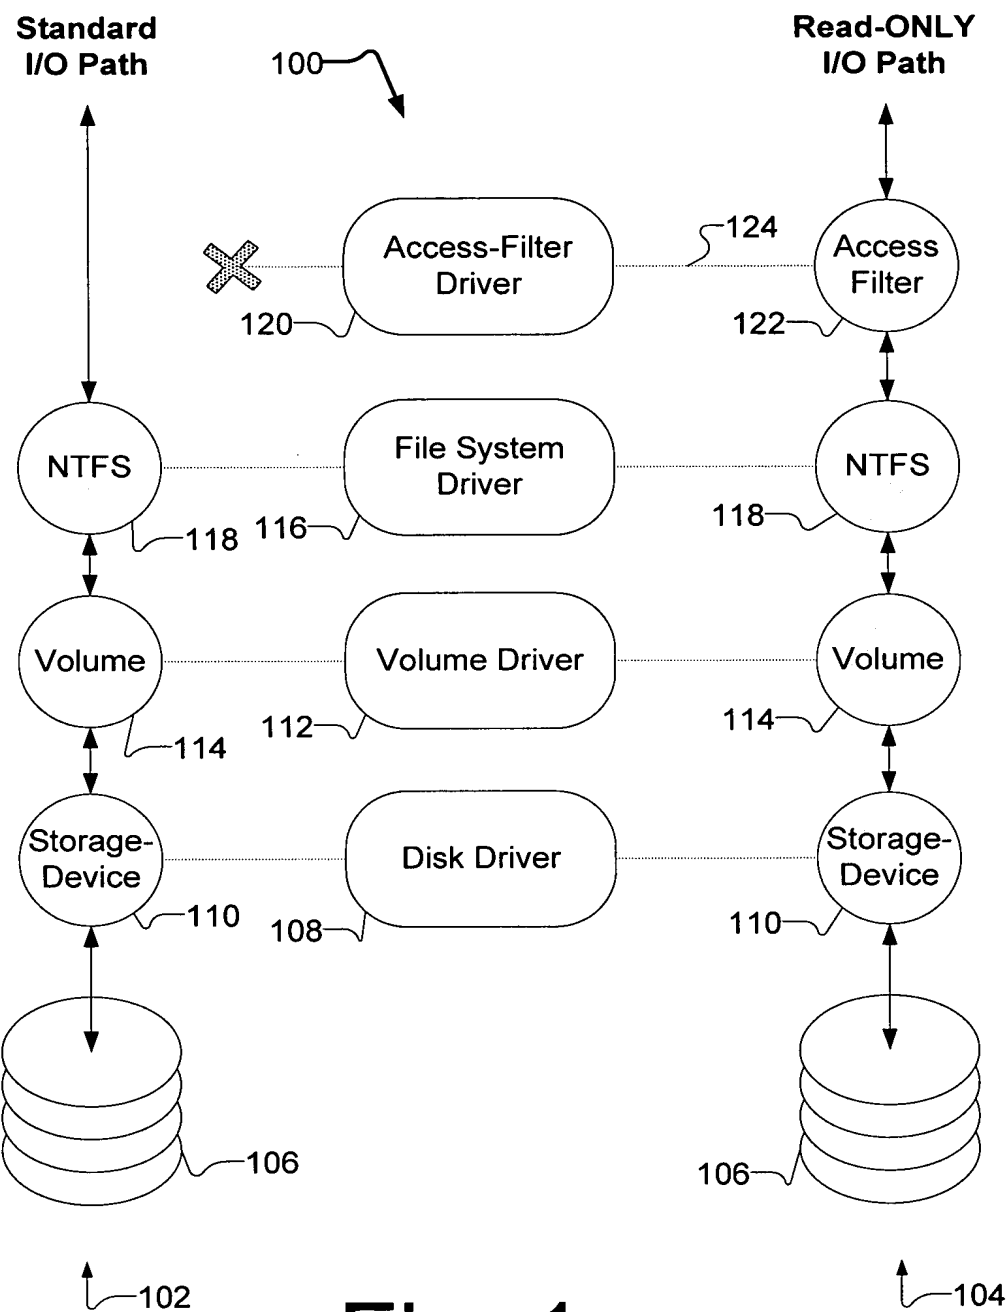 Standard
I/O Path
Read-ONLY
I/O Path
100
Access-Filter
Driver
124
Access
Filter
120
122
NTFS
File System
Driver
NTFS
118
116
118
Volume
Volume Driver
Volume
114
112
114
Storage-
Device
Disk Driver
Storage-
Device
110
108
110
106
106
102
104